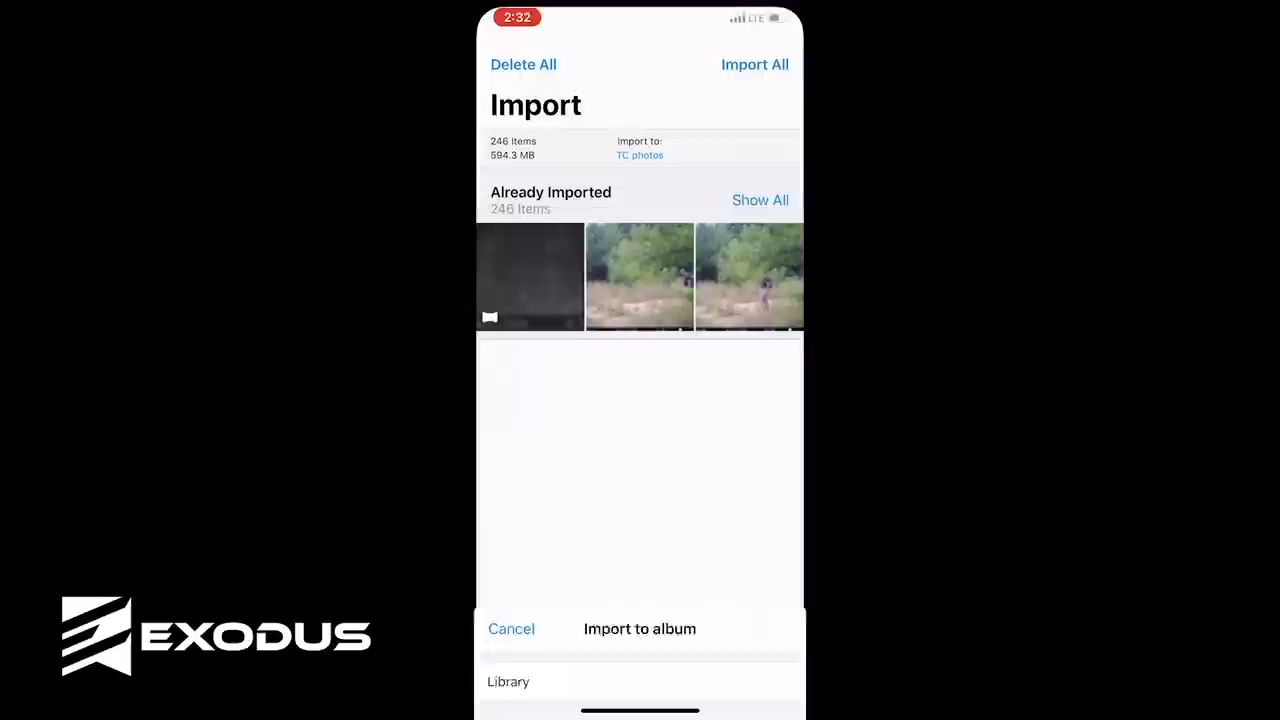 2:32
LTE
Delete All
Import All
Import
246 Items
Import to:
594.3 MB
TC photos
Already Imported
246 Items
Show All
Cancel
Import to album
Library
EXODUS